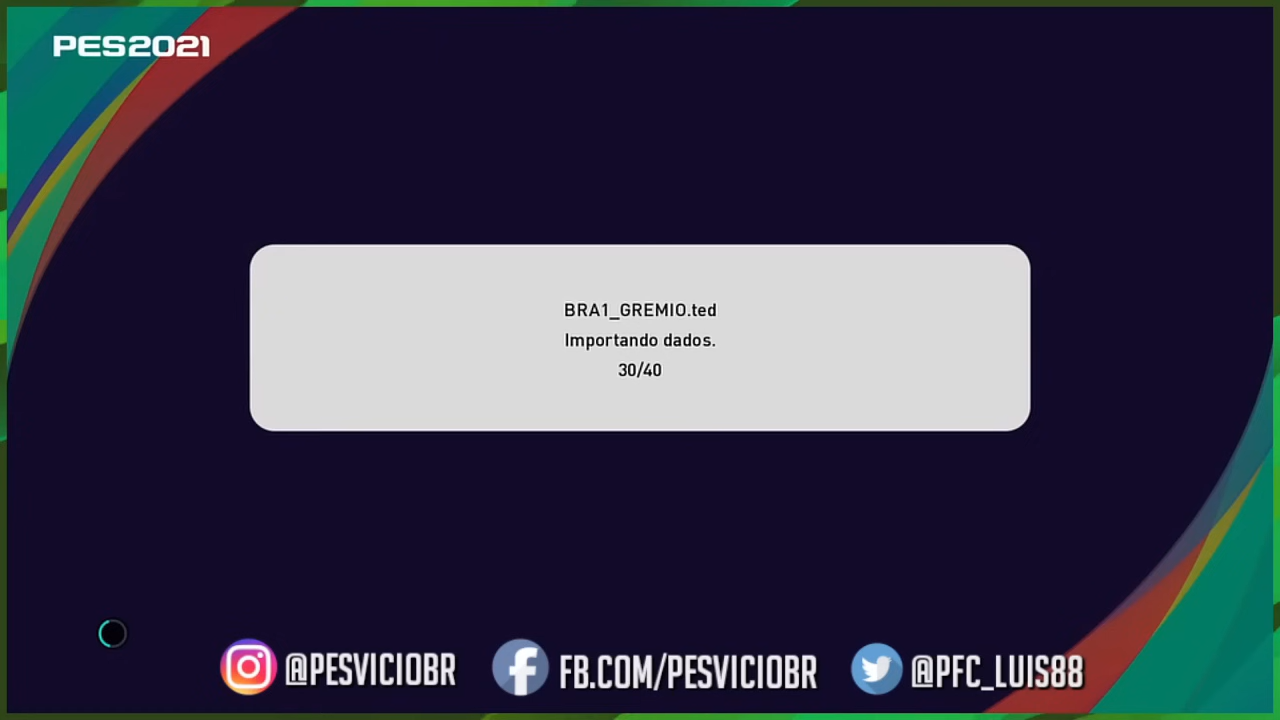 PES2021
BRA1_GREMIO.ted
Importando dados.
30/40
@PESVICIOBR
FB.COM/PESVICIOBR
@PFC_LUIS88